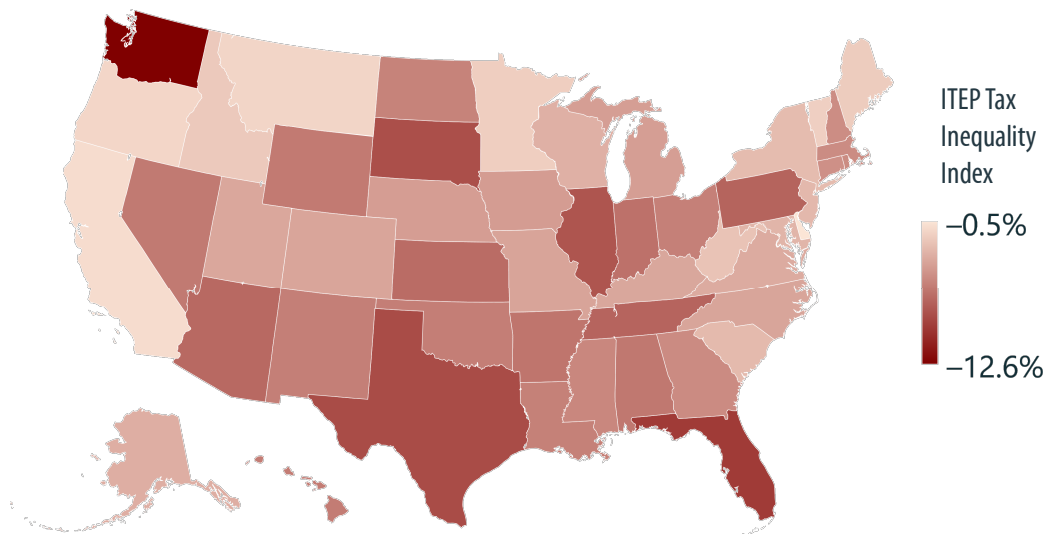 ITEP Tax
Inequality
Index
–0.5%
–12.6%